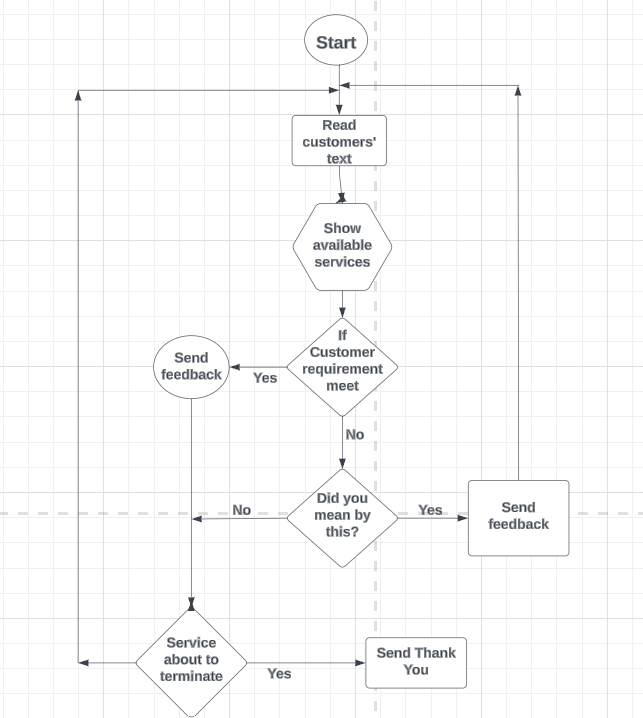 Start
Read
customers'
text
Show
available
services
If
Customer
requirement
meet
Send
feedback
Yes
No
Did you
mean by
this?
No
Yes
Send
feedback
Service
about to
terminate
Yes
Send Thank
You